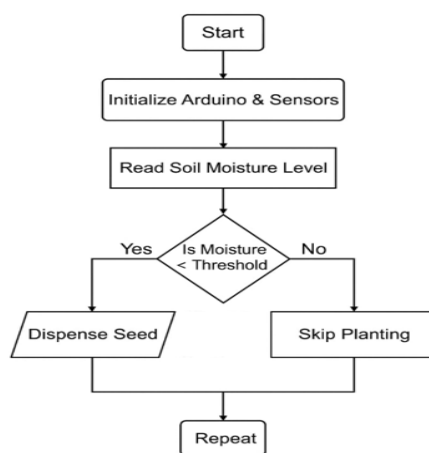 Start
Initialize Arduino & Sensors
Read Soil Moisture Level
Is Moisture
< Threshold
Yes
No
Dispense Seed
Skip Planting
Repeat